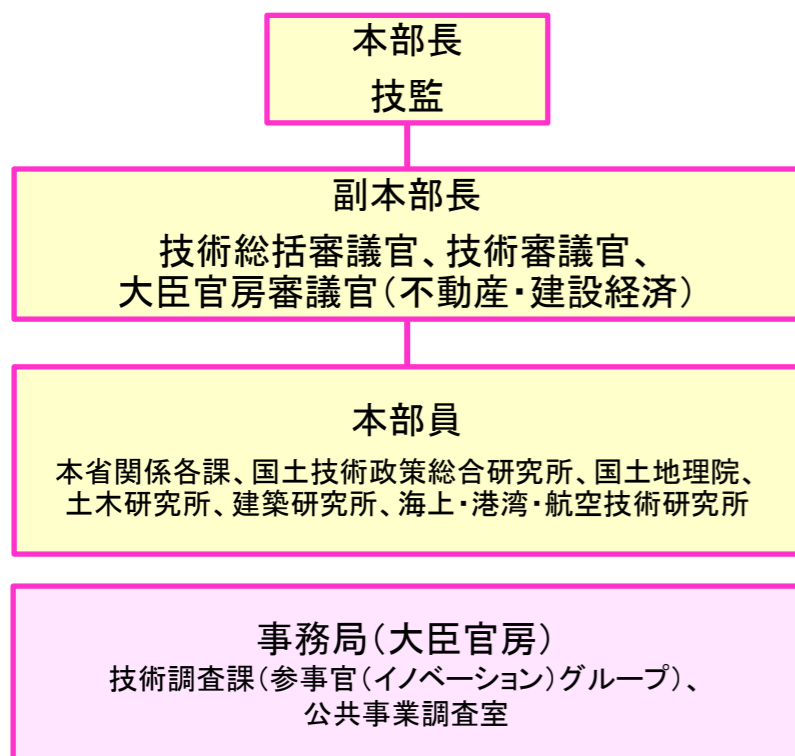 本部長
技監
副本部長
技術総括審議官、技術審議官、
大臣官房審議官（不動産・建設経済）
本部員
本省関係各課、国土技術政策総合研究所、国土地理院、
土木研究所、建築研究所、海上・港湾・航空技術研究所
事務局（大臣官房）
技術調査課（参事官（イノベーション）グループ）、
公共事業調査室